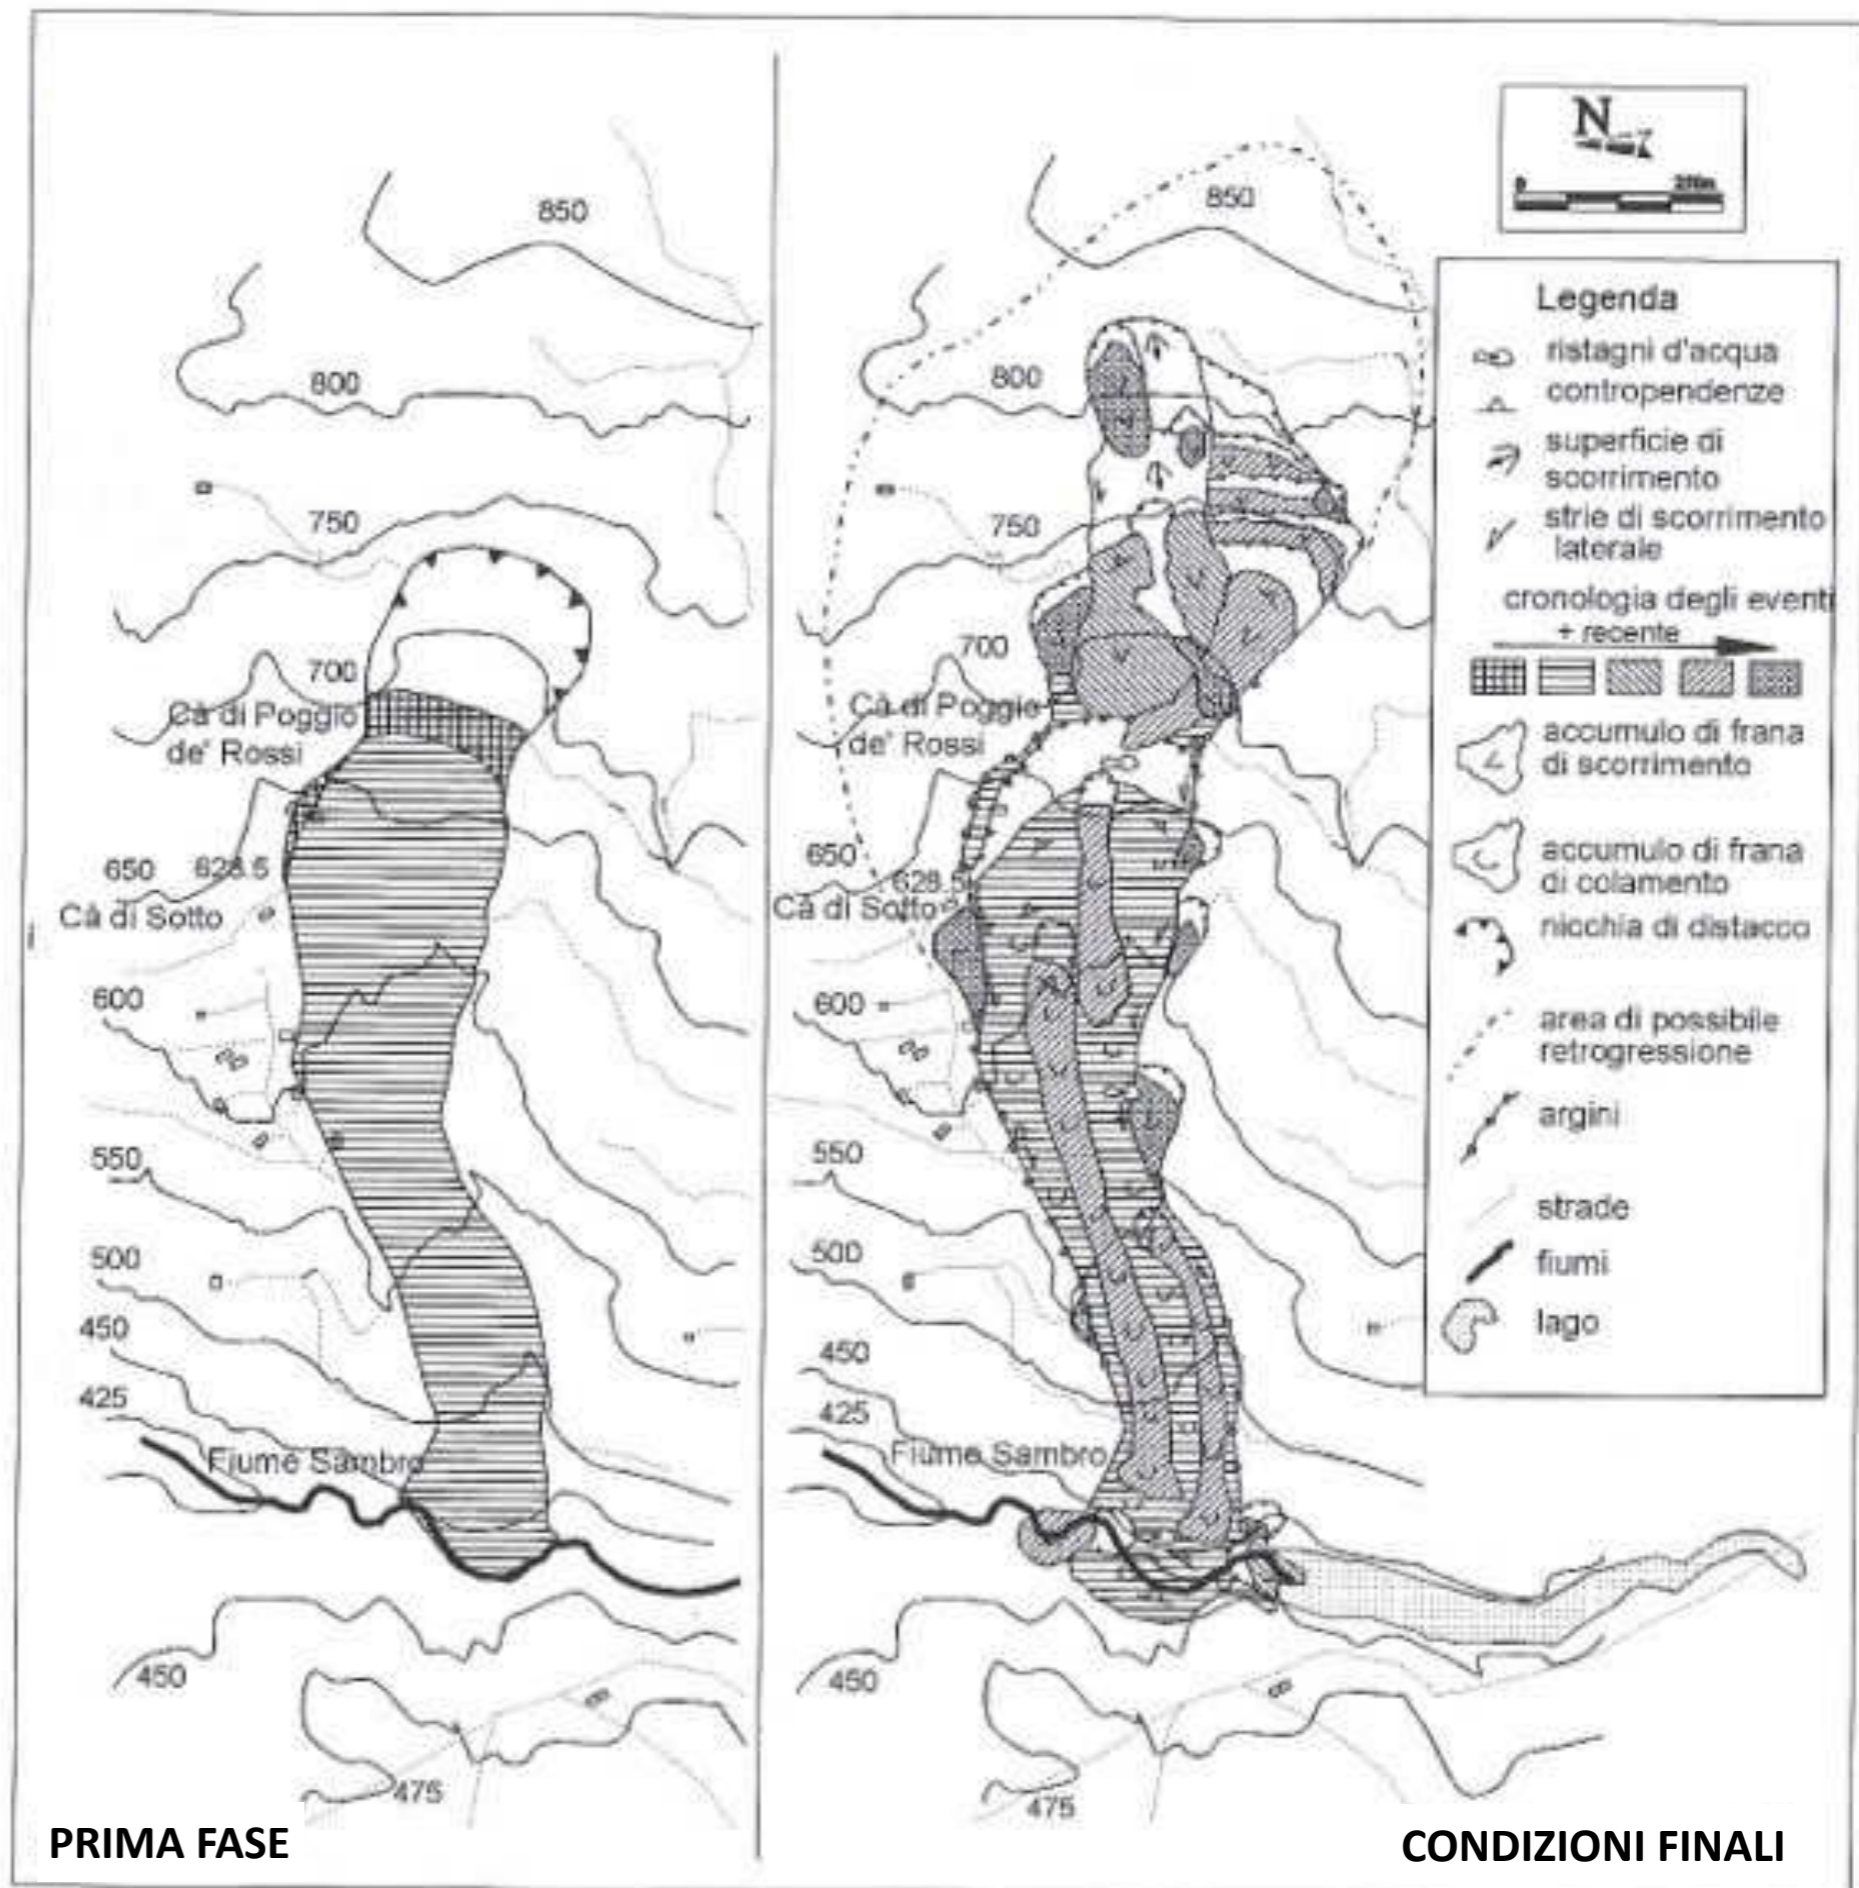 850
800
750
700
Cà di Poggio
de' Rossi
650
628.5
Cà di Sotto
600
550
500
450
425
Fiume Sambro
450
475
PRIMA FASE
850
800
750
700
Cà di Poggio
de' Rossi
650
628.5
Cà di Sotto
600
550
500
450
425
Fiume Sambro
450
475
CONDIZIONI FINALI
N
0
Legenda
ristagni d'acqua
contropendenze
superficie di
scorrimento
strie di scorrimento
laterale
cronologia degli eventi
+ recente
accumulo di frana
di scorrimento
accumulo di frana
di colamento
nicchia di distacco
area di possibile
retrogressione
argini
strade
fiumi
lago